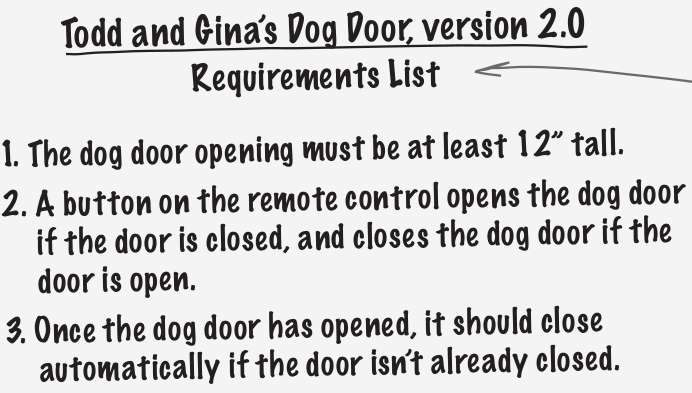 Todd and Gina's Dog Door, version 2.0
Requirements List
1. The dog door opening must be at least 12" tall.
2. A button on the remote control opens the dog door
if the door is closed, and closes the dog door if the
door is open.
3. Once the dog door has opened, it should close
automatically if the door isn't already closed.